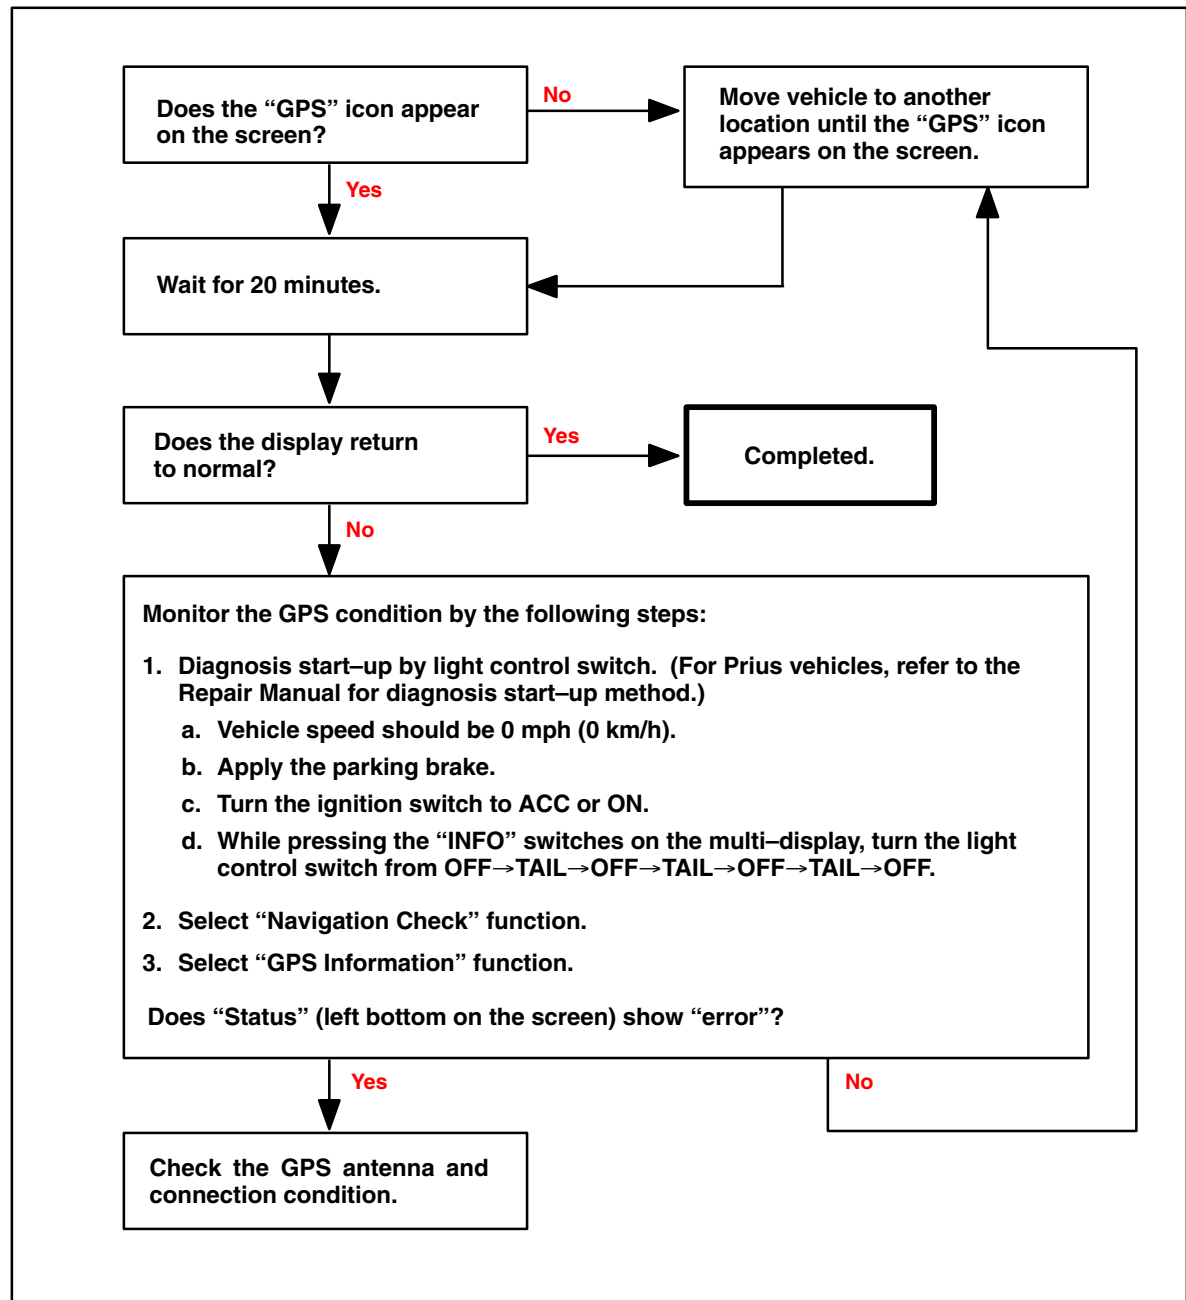 Does the “GPS” icon appear
on the screen?
No
Move vehicle to another
location until the “GPS” icon
appears on the screen.
Yes
Wait for 20 minutes.
Does the display return
to normal?
Yes
Completed.
No
Monitor the GPS condition by the following steps:
1. Diagnosis start–up by light control switch. (For Prius vehicles, refer to the
Repair Manual for diagnosis start–up method.)
a. Vehicle speed should be 0 mph (0 km/h).
b. Apply the parking brake.
c. Turn the ignition switch to ACC or ON.
d. While pressing the “INFO” switches on the multi–display, turn the light
control switch from OFF→TAIL→OFF→TAIL→OFF→TAIL→OFF.
2. Select “Navigation Check” function.
3. Select “GPS Information” function.
Does “Status” (left bottom on the screen) show “error”?
Yes
No
Check the GPS antenna and
connection condition.